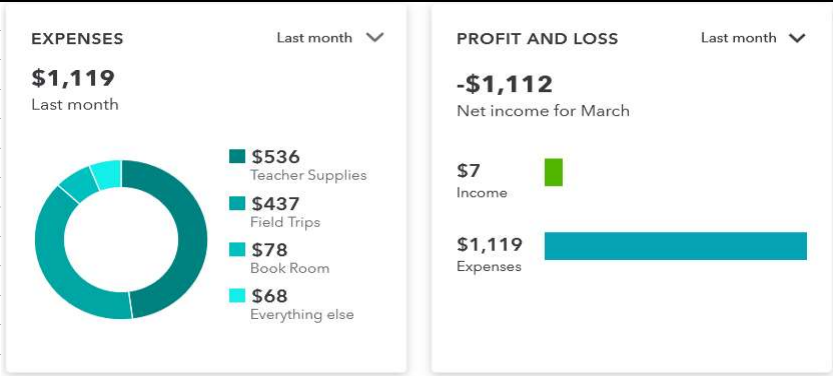 EXPENSES
Last month
$1,119
Last month
$536
Teacher Supplies
$437
Field Trips
$78
Book Room
$68
Everything else
PROFIT AND LOSS
Last month
-$1,112
Net income for March
$7
Income
$1,119
Expenses